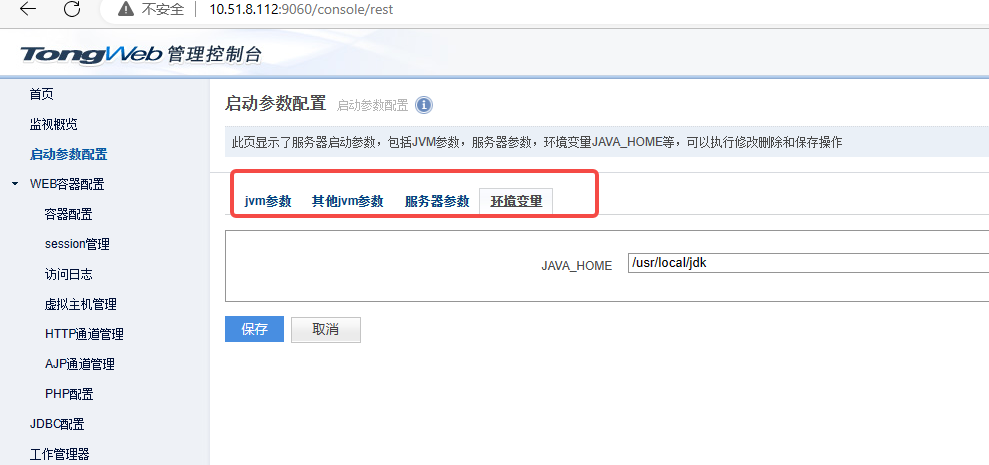 不安全 10.51.8.112:9060/console/rest
TongWeb 管理控制台
首页
监视概览
启动参数配置
WEB容器配置
容器配置
session管理
访问日志
虚拟主机管理
HTTP通道管理
AJP通道管理
PHP配置
JDBC配置
工作管理器
启动参数配置 启动参数配置 i
此页显示了服务器启动参数，包括JVM参数，服务器参数，环境变量JAVA_HOME等，可以执行修改删除和保存操作
jvm参数 其他jvm参数 服务器参数 环境变量
JAVA_HOME /usr/local/jdk
保存 取消